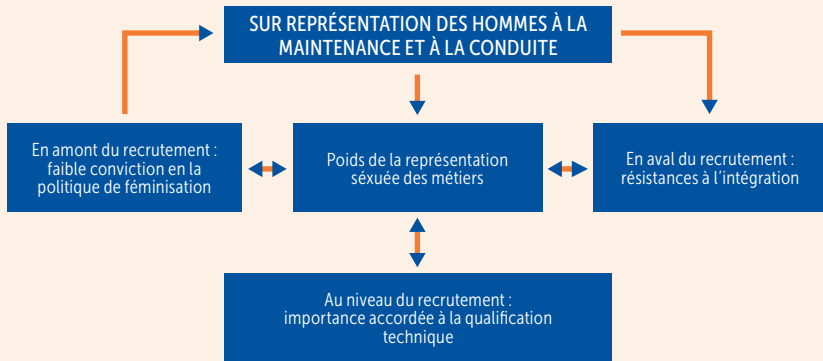 SUR REPRÉSENTATION DES HOMMES À LA
MAINTENANCE ET À LA CONDUITE
En amont du recrutement :
faible conviction en la
politique de féminisation
Poids de la représentation
séxuée des métiers
En aval du recrutement :
résistances à l'intégration
Au niveau du recrutement :
importance accordée à la qualification
technique